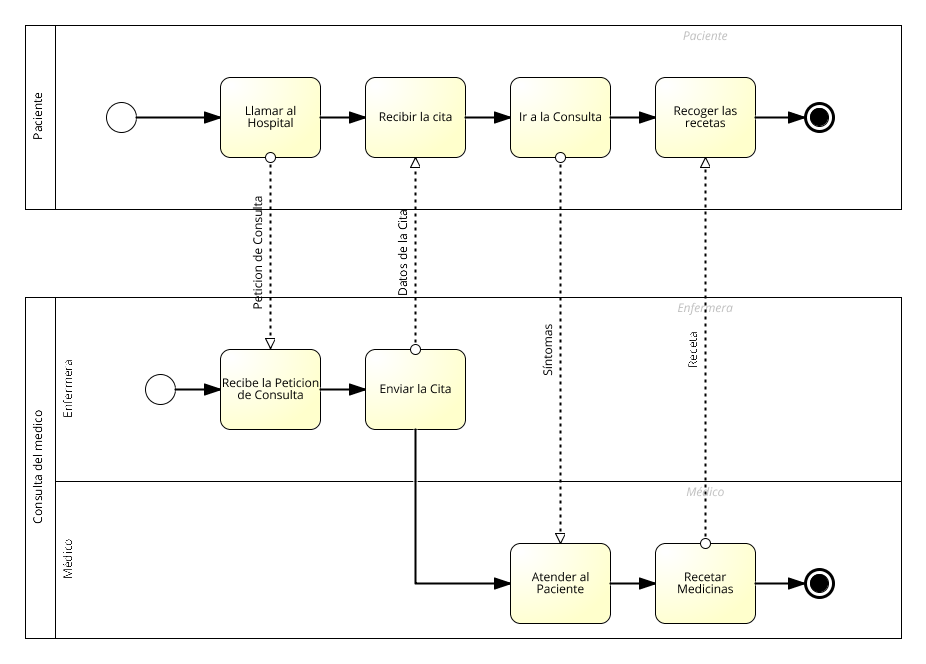 Paciente
Paciente
Llamar al
Hospital
Recibir la cita
Ir a la Consulta
Recoger las
recetas
Peticion de Consulta
Datos de la Cita
Síntomas
Receta
Consulta del medico
Enfermera
Enfermera
Recibe la Peticion
de Consulta
Enviar la Cita
Médico
Médico
Atender al
Paciente
Recetar
Medicinas